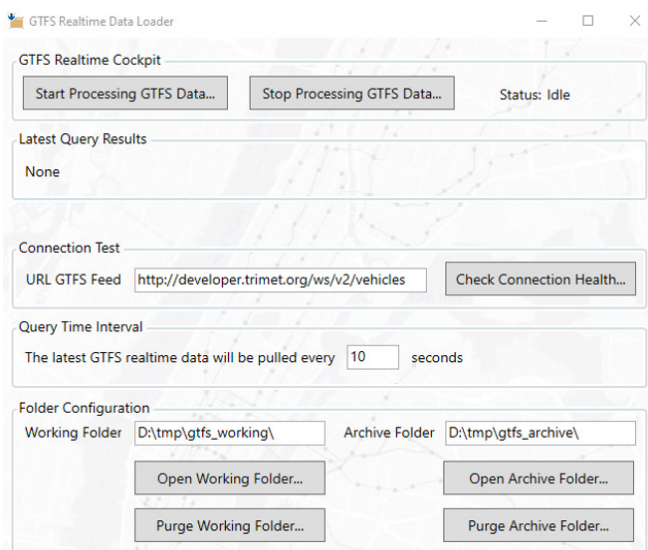 GTFS Realtime Data Loader
GTFS Realtime Cockpit
Start Processing GTFS Data... Stop Processing GTFS Data... Status: Idle
Latest Query Results
None
Connection Test
URL GTFS Feed http://developer.trimet.org/ws/v2/vehicles Check Connection Health...
Query Time Interval
The latest GTFS realtime data will be pulled every 10 seconds
Folder Configuration
Working Folder D:\tmp\gtfs_working\ Archive Folder D:\tmp\gtfs_archive\
Open Working Folder... Open Archive Folder...
Purge Working Folder... Purge Archive Folder...